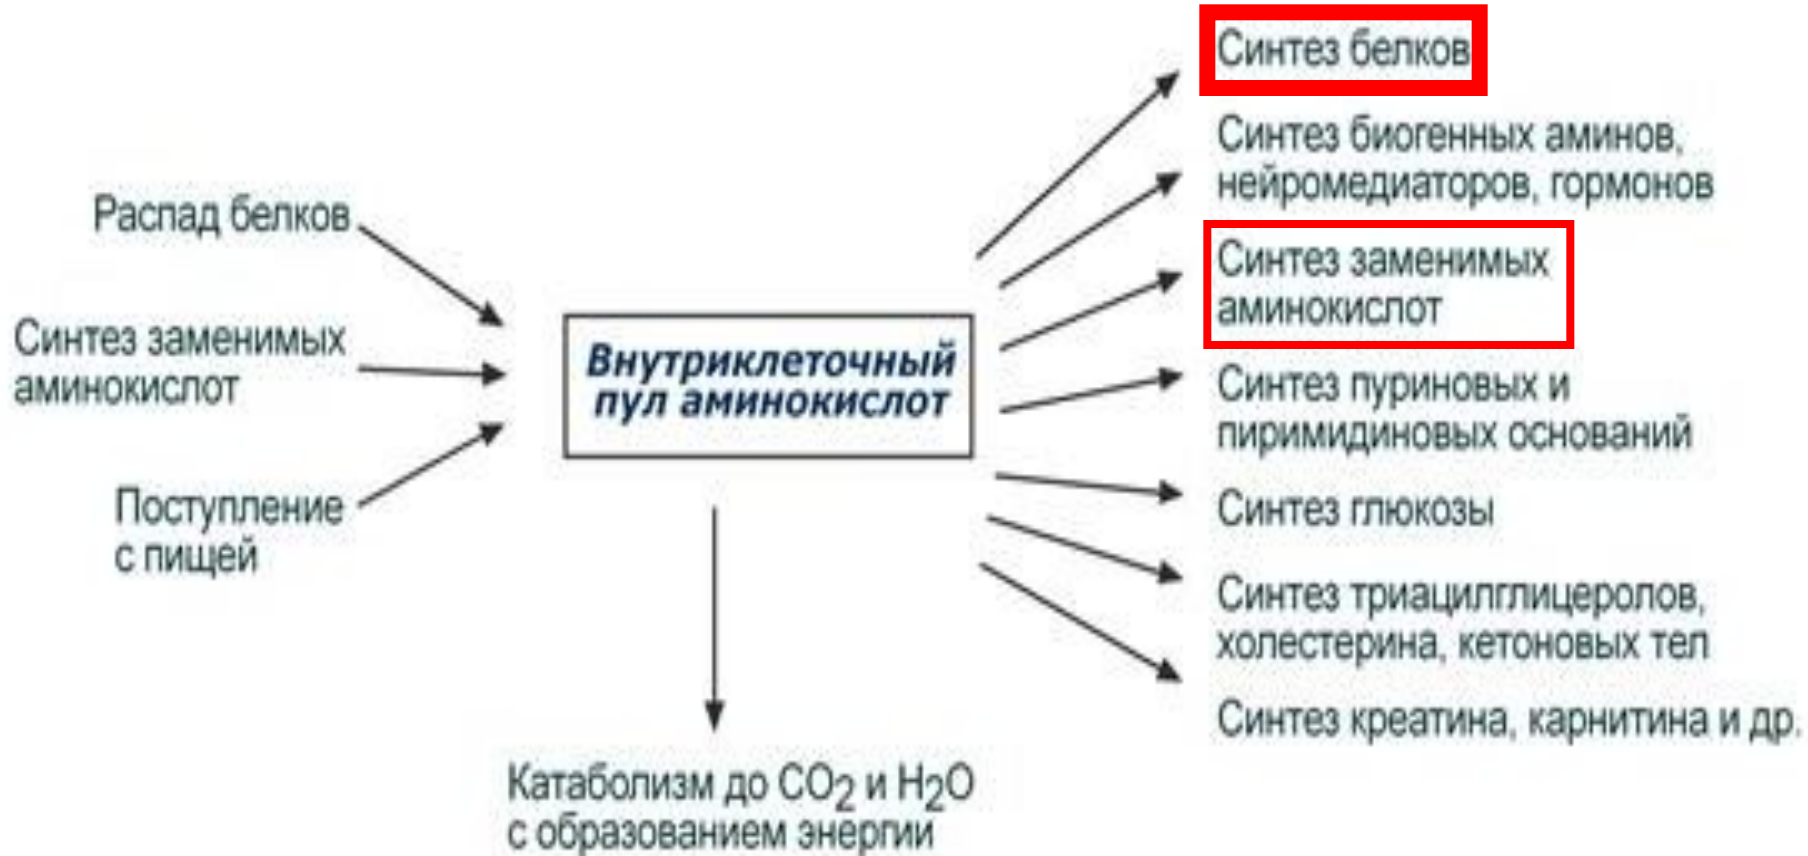 Распад белков
Синтез заменимых
аминокислот
Поступление
с пищей
Внутриклеточный
пул аминокислот
Катаболизм до CO2 и H2O
с образованием энергии
Синтез белков
Синтез биогенных аминов,
нейромедиаторов, гормонов
Синтез заменимых
аминокислот
Синтез пуриновых и
пиримидиновых оснований
Синтез глюкозы
Синтез триацилглицеролов,
холестерина, кетоновых тел
Синтез креатина, карнитина и др.